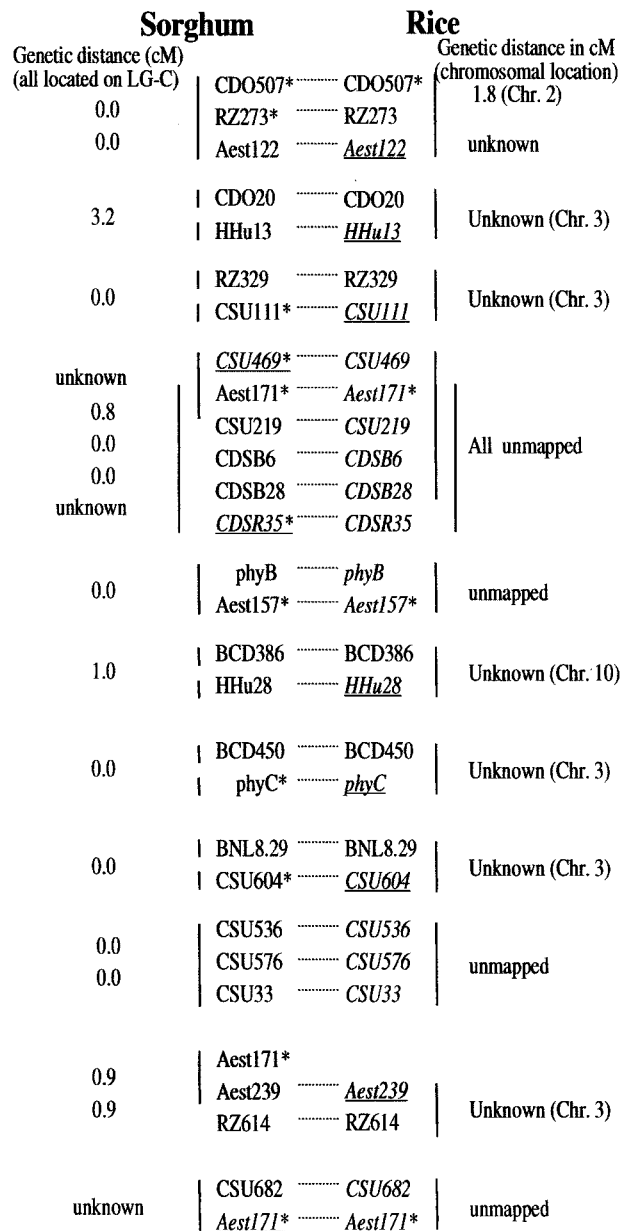 Sorghum Rice
Genetic distance (cM) Genetic distance in cM
(all located on LG-C) (chromosomal location)
CDO507* CDO507* 1.8 (Chr. 2)
0.0 RZ273* RZ273
0.0 Aest122 Aest122 unknown
CDO20 CDO20
3.2 HHu13 HHu13 Unknown (Chr. 3)
RZ329 RZ329
0.0 CSU111* CSU111 Unknown (Chr. 3)
CSU469* CSU469
unknown Aest171* Aest171*
0.8 CSU219 CSU219
0.0 CDSB6 CDSB6 All unmapped
0.0 CDSB28 CDSB28
unknown CDSR35* CDSR35
phyB phyB
0.0 Aest157* Aest157* unmapped
BCD386 BCD386
1.0 HHu28 HHu28 Unknown (Chr. 10)
BCD450 BCD450
0.0 phyC* phyC Unknown (Chr. 3)
BNL8.29 BNL8.29
0.0 CSU604* CSU604 Unknown (Chr. 3)
CSU536 CSU536
0.0 CSU576 CSU576 unmapped
0.0 CSU33 CSU33
Aest171*
0.9 Aest239 Aest239
0.9 RZ614 RZ614 Unknown (Chr. 3)
CSU682 CSU682
unknown Aest171* Aest171* unmapped